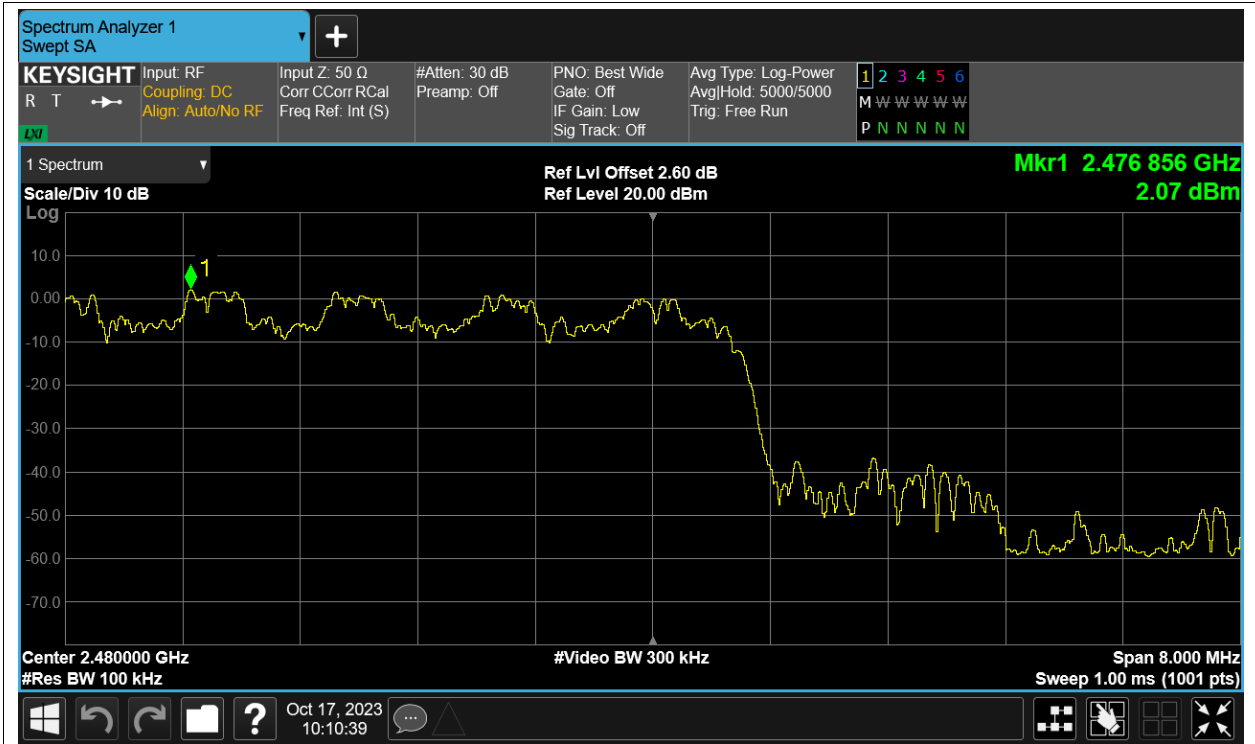 Spectrum Analyzer 1
Swept SA
KEYSIGHT
R T
LXI
Input: RF
Coupling: DC
Align: Auto/No RF
Input Z: 50 Ω
Corr CCorr RCal
Freq Ref: Int (S)
#Atten: 30 dB
Preamp: Off
PNO: Best Wide
Gate: Off
IF Gain: Low
Sig Track: Off
Avg Type: Log-Power
Avg|Hold: 5000/5000
Trig: Free Run
1 2 3 4 5 6
M W W W W W
P N N N N N
1 Spectrum
Scale/Div 10 dB
Log
Ref Lvl Offset 2.60 dB
Ref Level 20.00 dBm
Mkr1 2.476 856 GHz
2.07 dBm
1
10.0
0.00
-10.0
-20.0
-30.0
-40.0
-50.0
-60.0
-70.0
Center 2.480000 GHz
#Video BW 300 kHz
Span 8.000 MHz
#Res BW 100 kHz
Sweep 1.00 ms (1001 pts)
?
Oct 17, 2023
10:10:39